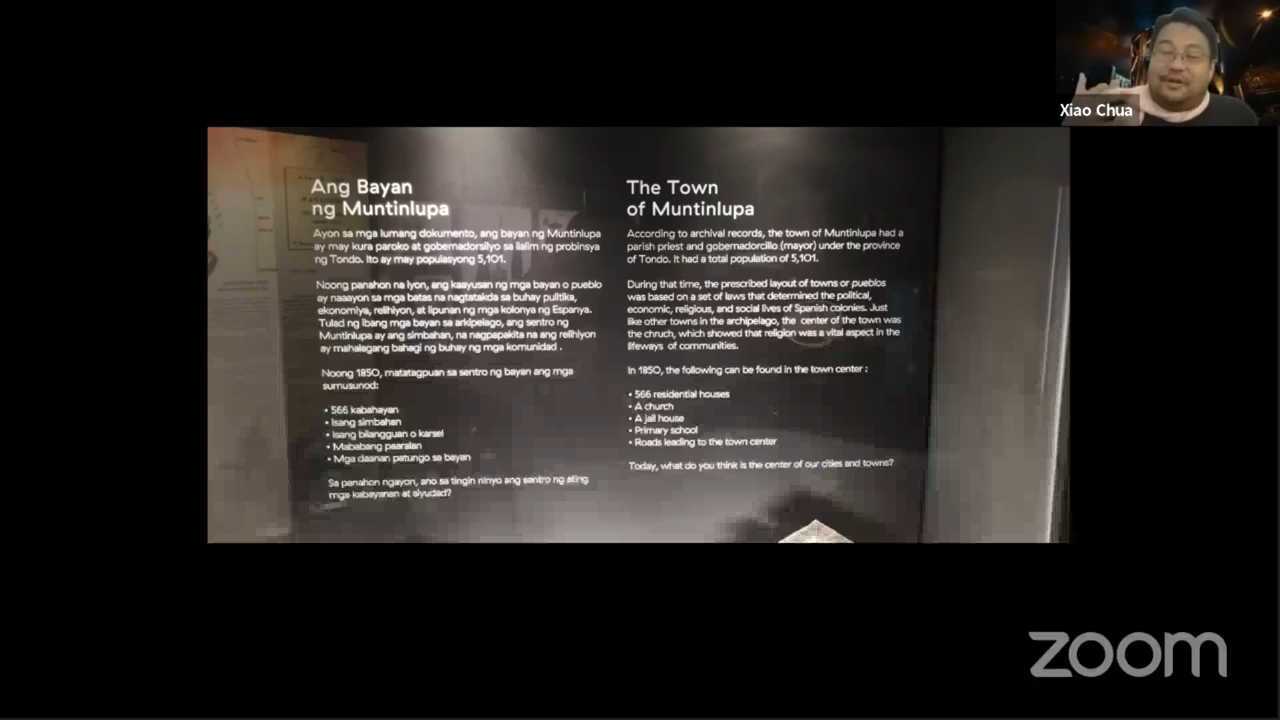 Xiao Chua
Ang Bayan
ng Muntinlupa
Ayon sa mga lumang dokumento, ang bayan ng Muntinlupa
ay may kura paroko at gobernadorsilyo sa ilalim ng probinsya
ng Tondo. Ito ay may populasyong 5,101.
Noong panahon na iyon, ang kaayusan ng mga bayan o pueblo
ay naaayon sa mga batas na nagtatakda sa buhay pulitika,
ekonomiya, relihiyon, at lipunan ng mga kolonya ng Espanya.
Tulad ng ibang mga bayan sa arkipelago, ang sentro ng
Muntinlupa ay ang simbahan, na nagpapakita na ang relihiyon
ay mahalagang bahagi ng buhay ng mga komunidad .
Noong 1850, matatagpuan sa sentro ng bayan ang mga
sumusunod:
• 566 kabahayan
• Isang simbahan
• Isang bilangguan o karsel
• Mababang paaralan
• Mga daanan patungo sa bayan
Sa panahon ngayon, ano sa tingin ninyo ang sentro ng ating
mga kabayanan at siyudad?
The Town
of Muntinlupa
According to archival records, the town of Muntinlupa had a
parish priest and gobernadorcillo (mayor) under the province
of Tondo. It had a total population of 5,101.
During that time, the prescribed layout of towns or pueblos
was based on a set of laws that determined the political,
economic, religious, and social lives of Spanish colonies. Just
like other towns in the archipelago, the center of the town was
the chruch, which showed that religion was a vital aspect in the
lifeways of communities.
In 1850, the following can be found in the town center :
• 566 residential houses
• A church
• A jail house
• Primary school
• Roads leading to the town center
Today, what do you think is the center of our cities and towns?
zoom